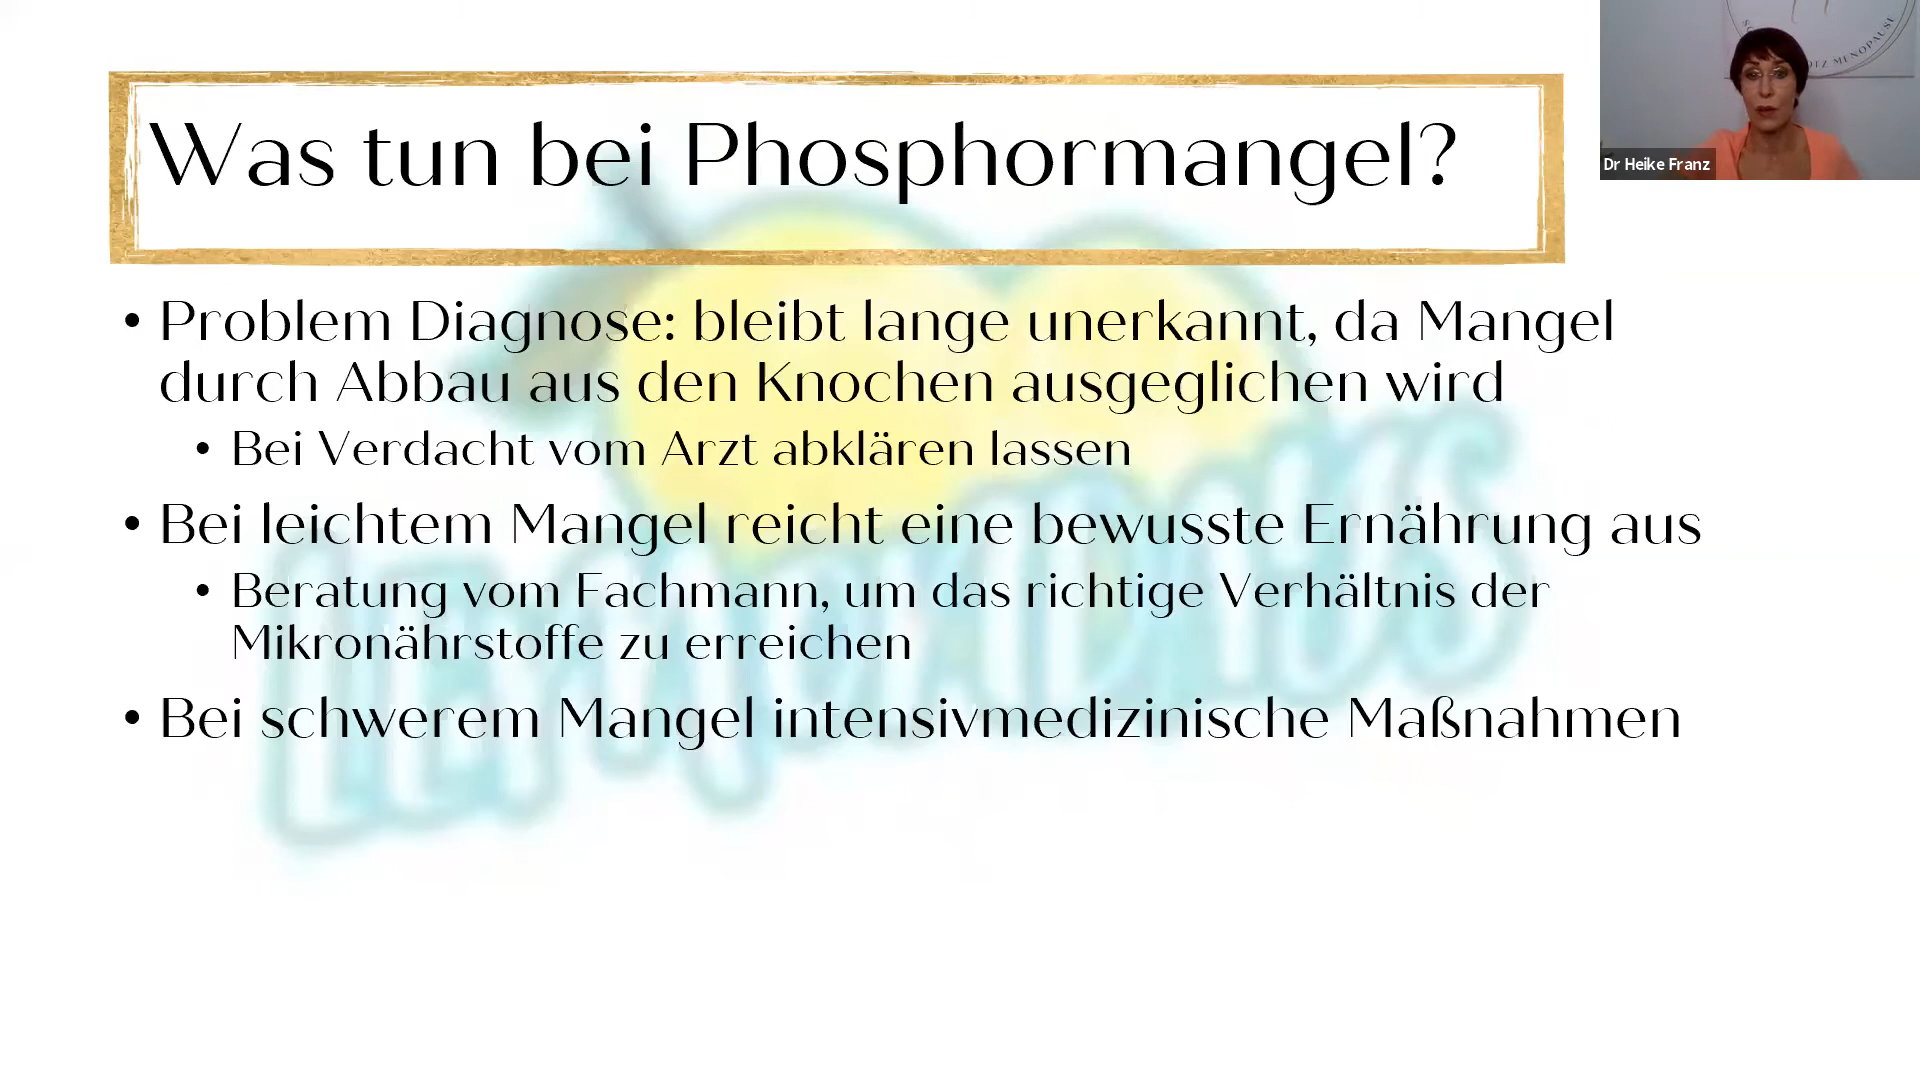 Was tun bei Phosphormangel?
• Problem Diagnose: bleibt lange unerkannt, da Mangel
durch Abbau aus den Knochen ausgeglichen wird
• Bei Verdacht vom Arzt abklären lassen
• Bei leichtem Mangel reicht eine bewusste Ernährung aus
• Beratung vom Fachmann, um das richtige Verhältnis der
Mikronährstoffe zu erreichen
• Bei schwerem Mangel intensivmedizinische Maßnahmen
MENOPAUSE
Dr Heike Franz